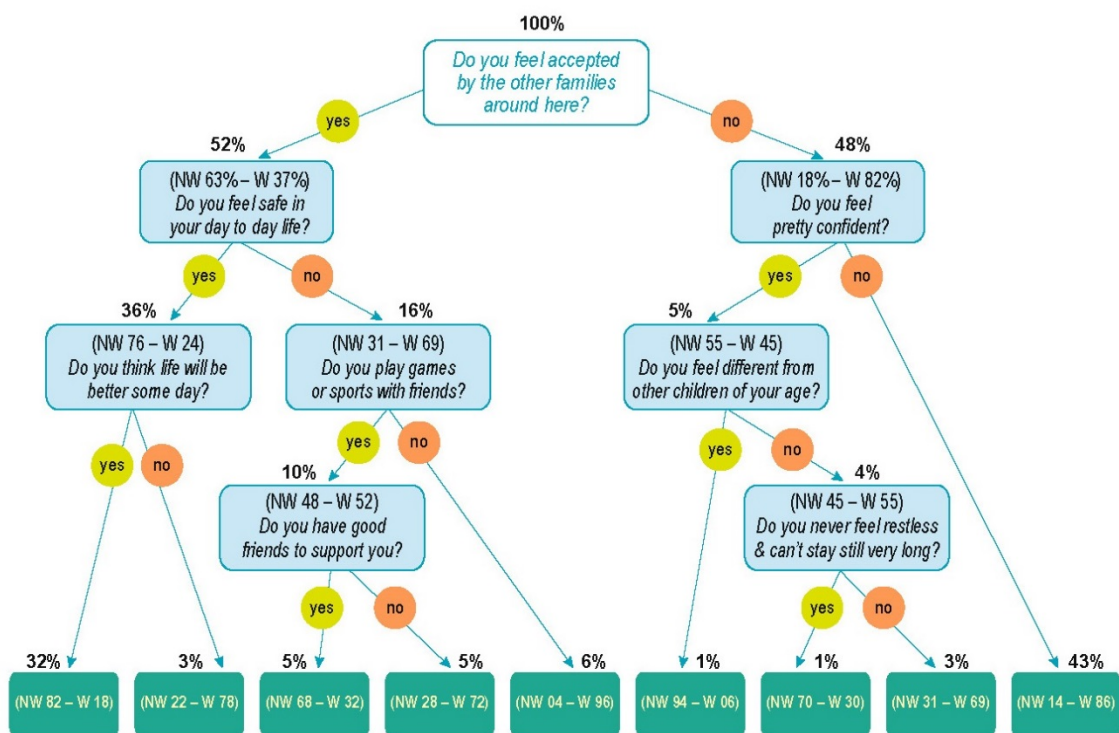 100%
Do you feel accepted
by the other families
around here?
yes
no
52%
(NW 63% – W 37%)
Do you feel safe in
your day to day life?
48%
(NW 18% – W 82%)
Do you feel
pretty confident?
yes
no
yes
no
36%
(NW 76 – W 24)
Do you think life will be
better some day?
16%
(NW 31 – W 69)
Do you play games
or sports with friends?
5%
(NW 55 – W 45)
Do you feel different from
other children of your age?
yes
no
yes
no
yes
no
10%
(NW 48 – W 52)
Do you have good
friends to support you?
4%
(NW 45 – W 55)
Do you never feel restless
& can't stay still very long?
yes
no
yes
no
32%
(NW 82 – W 18)
3%
(NW 22 – W 78)
5%
(NW 68 – W 32)
5%
(NW 28 – W 72)
6%
(NW 04 – W 96)
1%
(NW 94 – W 06)
1%
(NW 70 – W 30)
3%
(NW 31 – W 69)
43%
(NW 14 – W 86)